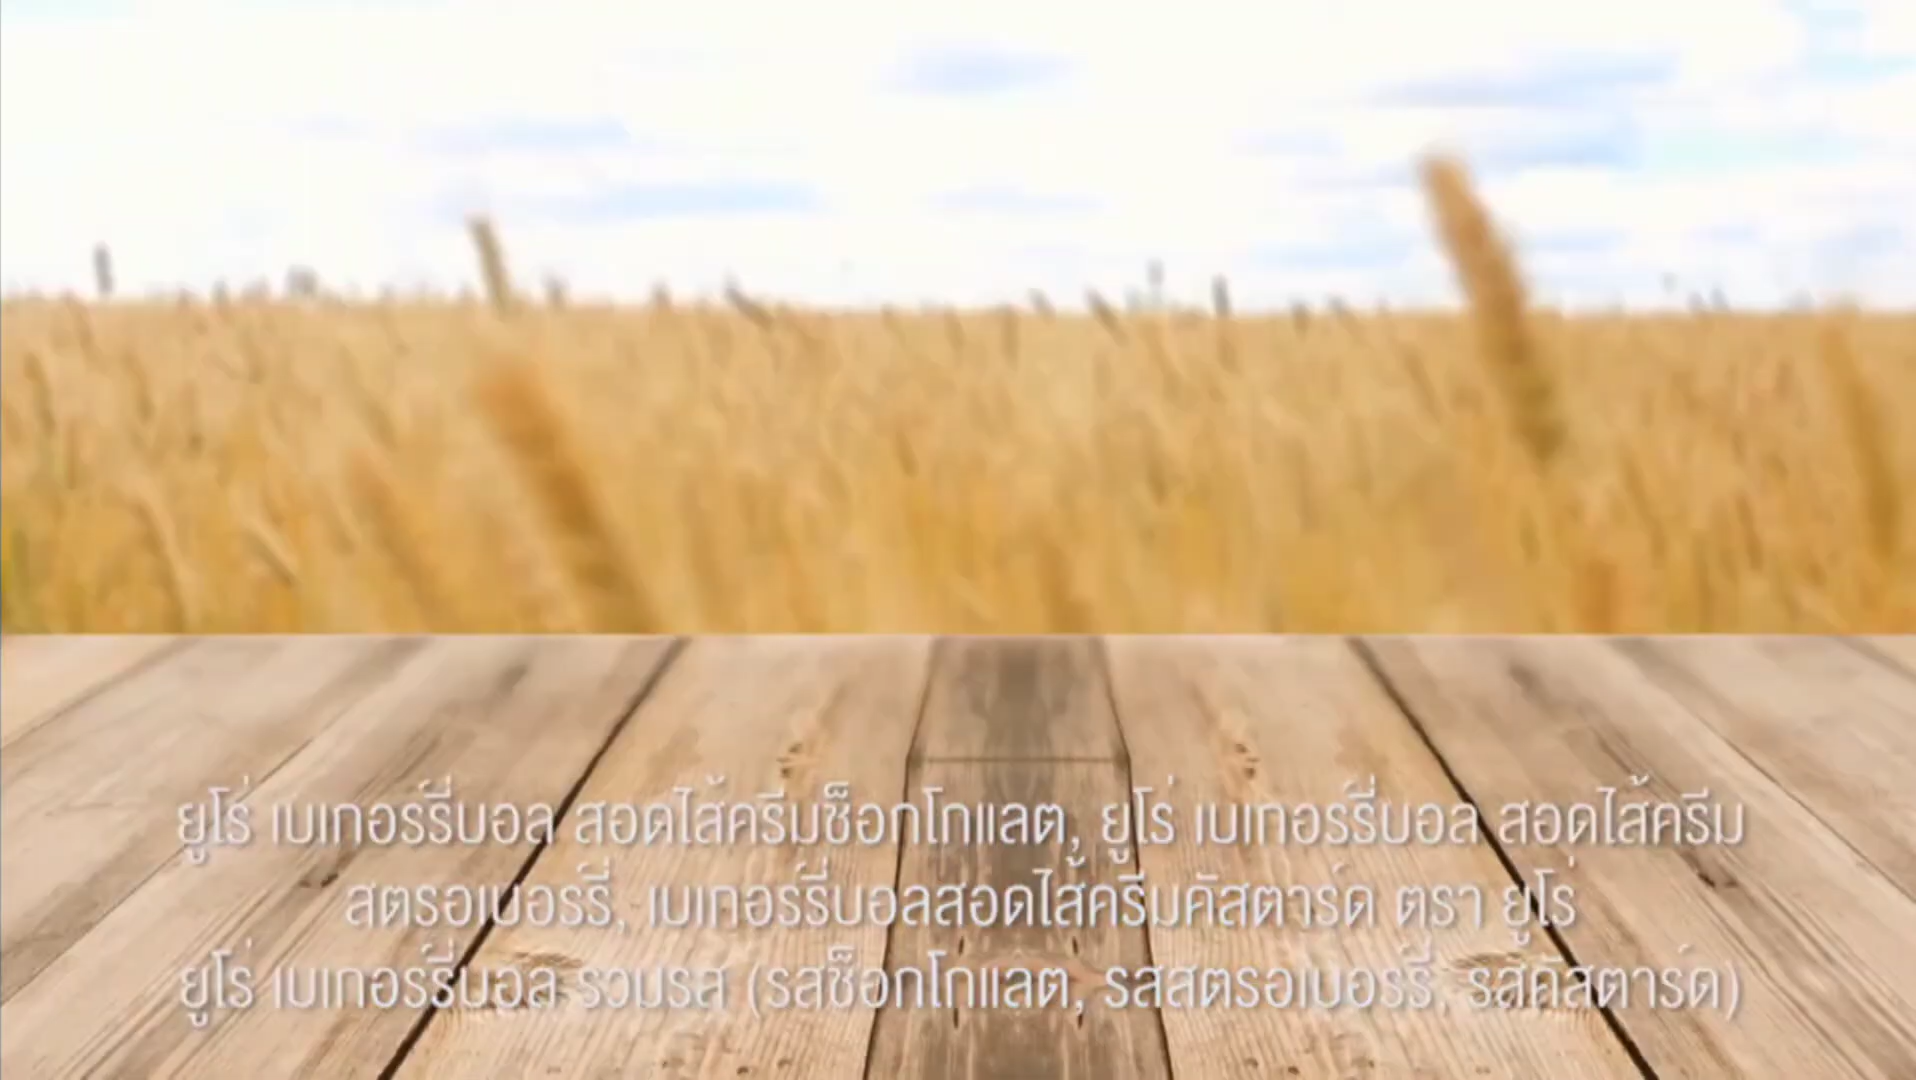 ยูโร่ เบเกอร์รี่บอล สอดไส้ครีมช็อกโกแลต, ยูโร่ เบเกอร์รี่บอล สอดไส้ครีม
สตรอเบอร์รี่, เบเกอร์รี่บอลสอดไส้ครีมคัสตาร์ด ตรา ยูโร่
ยูโร่ เบเกอร์รี่บอล รวมรส (รสช็อกโกแลต, รสสตรอเบอร์รี่, รสคัสตาร์ด)